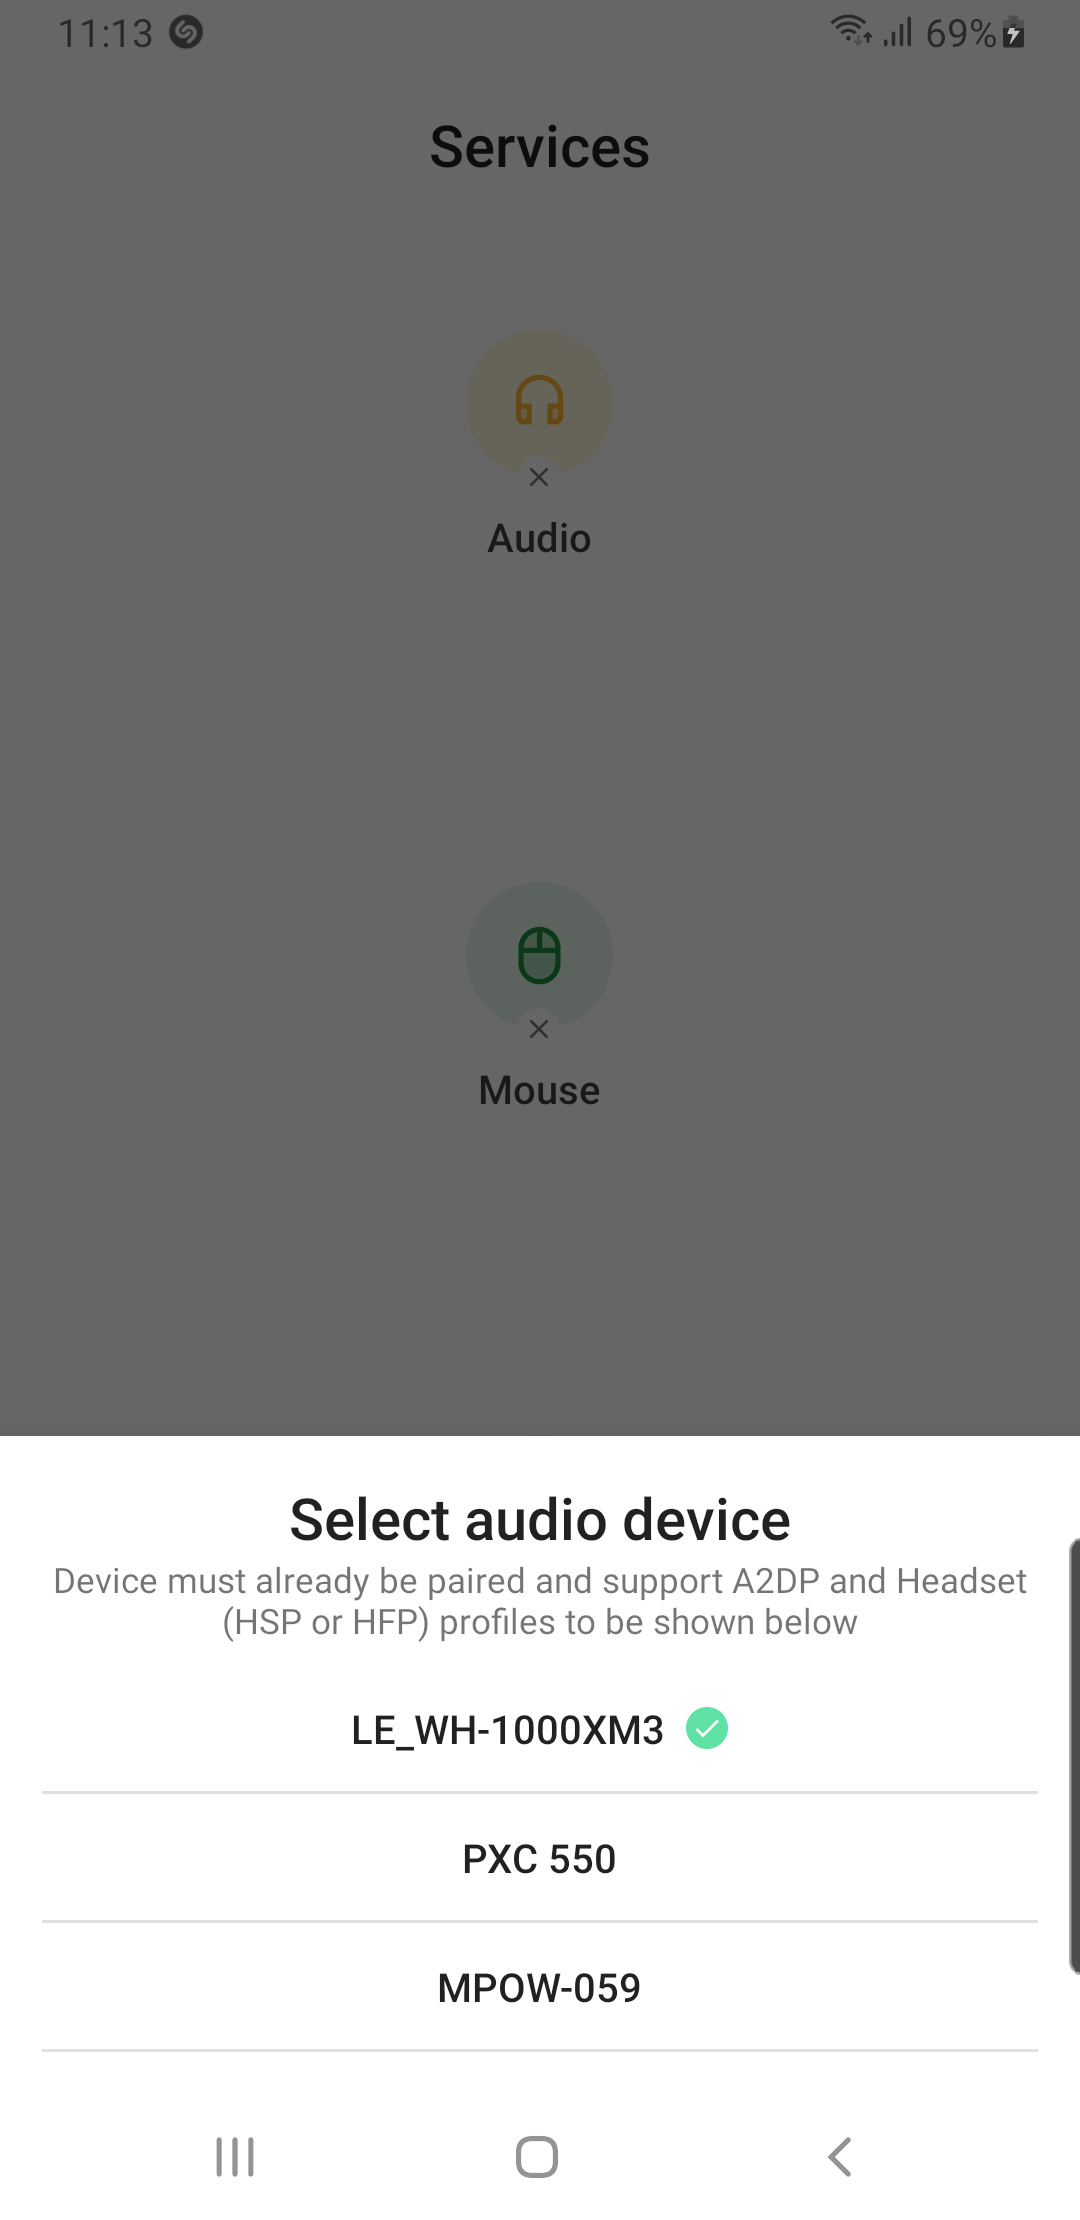 11:13
69%
Services
Audio
Mouse
Select audio device
Device must already be paired and support A2DP and Headset
(HSP or HFP) profiles to be shown below
LE_WH-1000XM3
PXC 550
MPOW-059